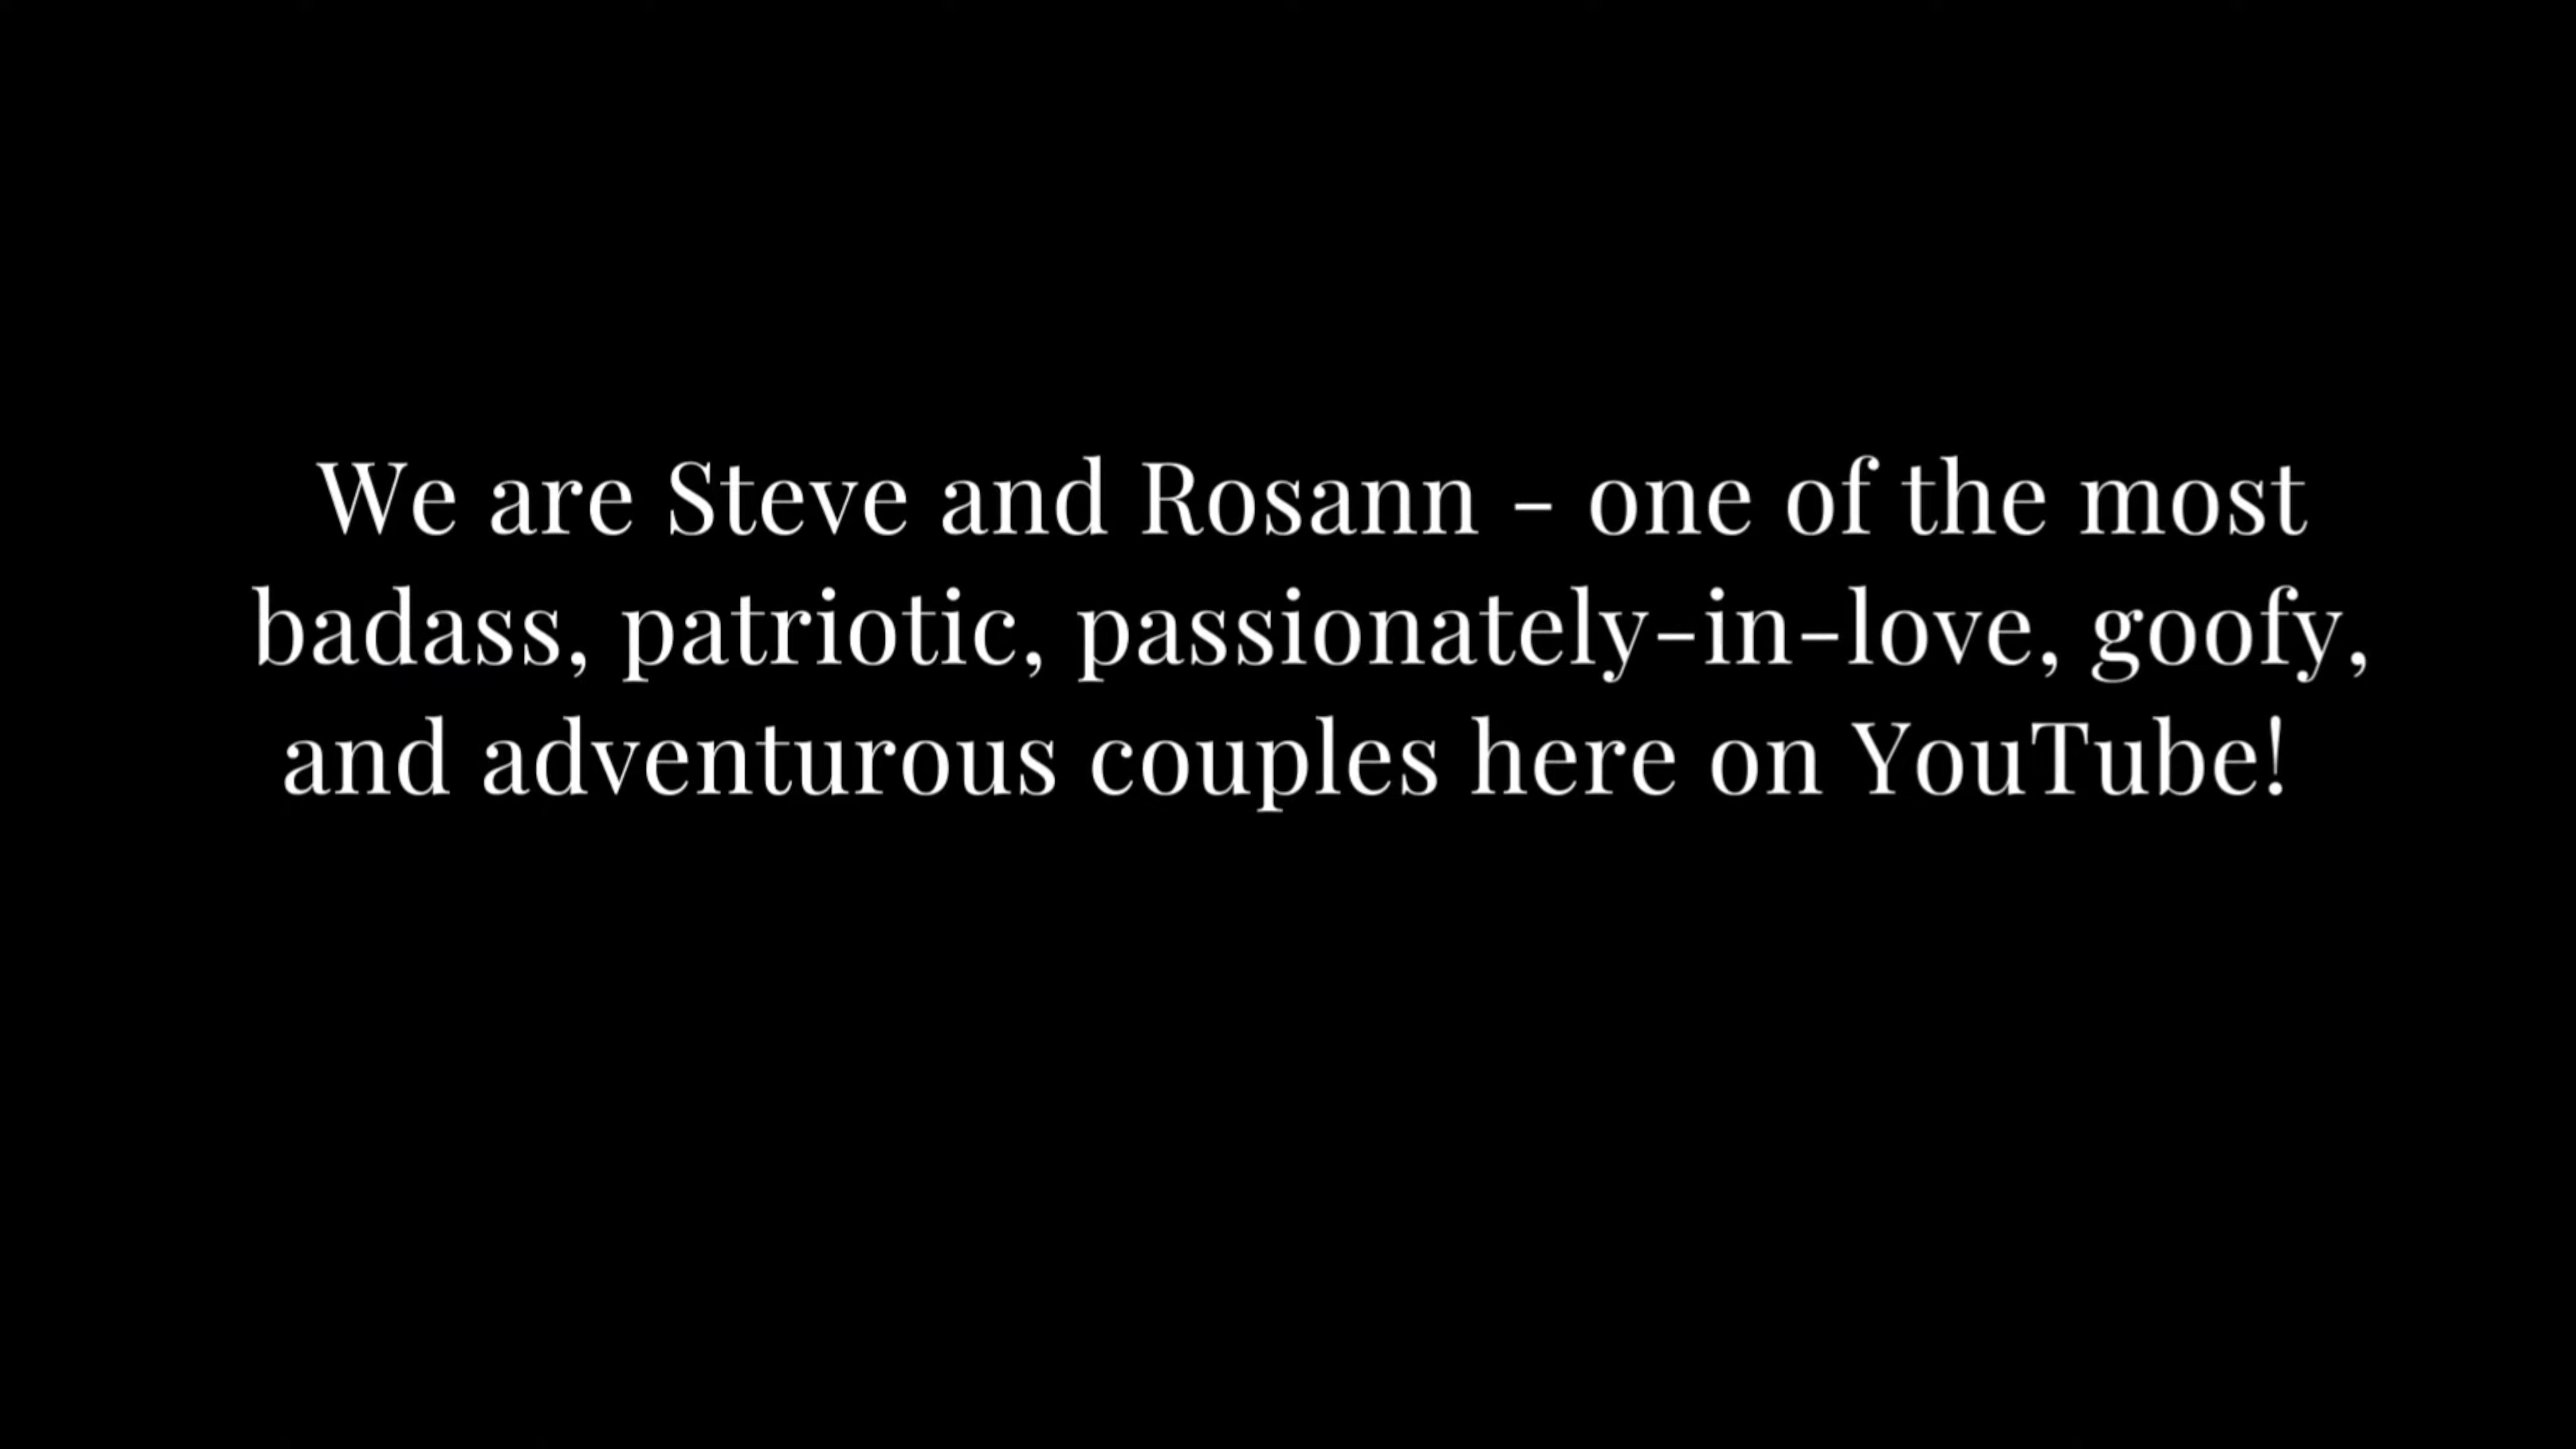 We are Steve and Rosann - one of the most
badass, patriotic, passionately-in-love, goofy,
and adventurous couples here on YouTube!